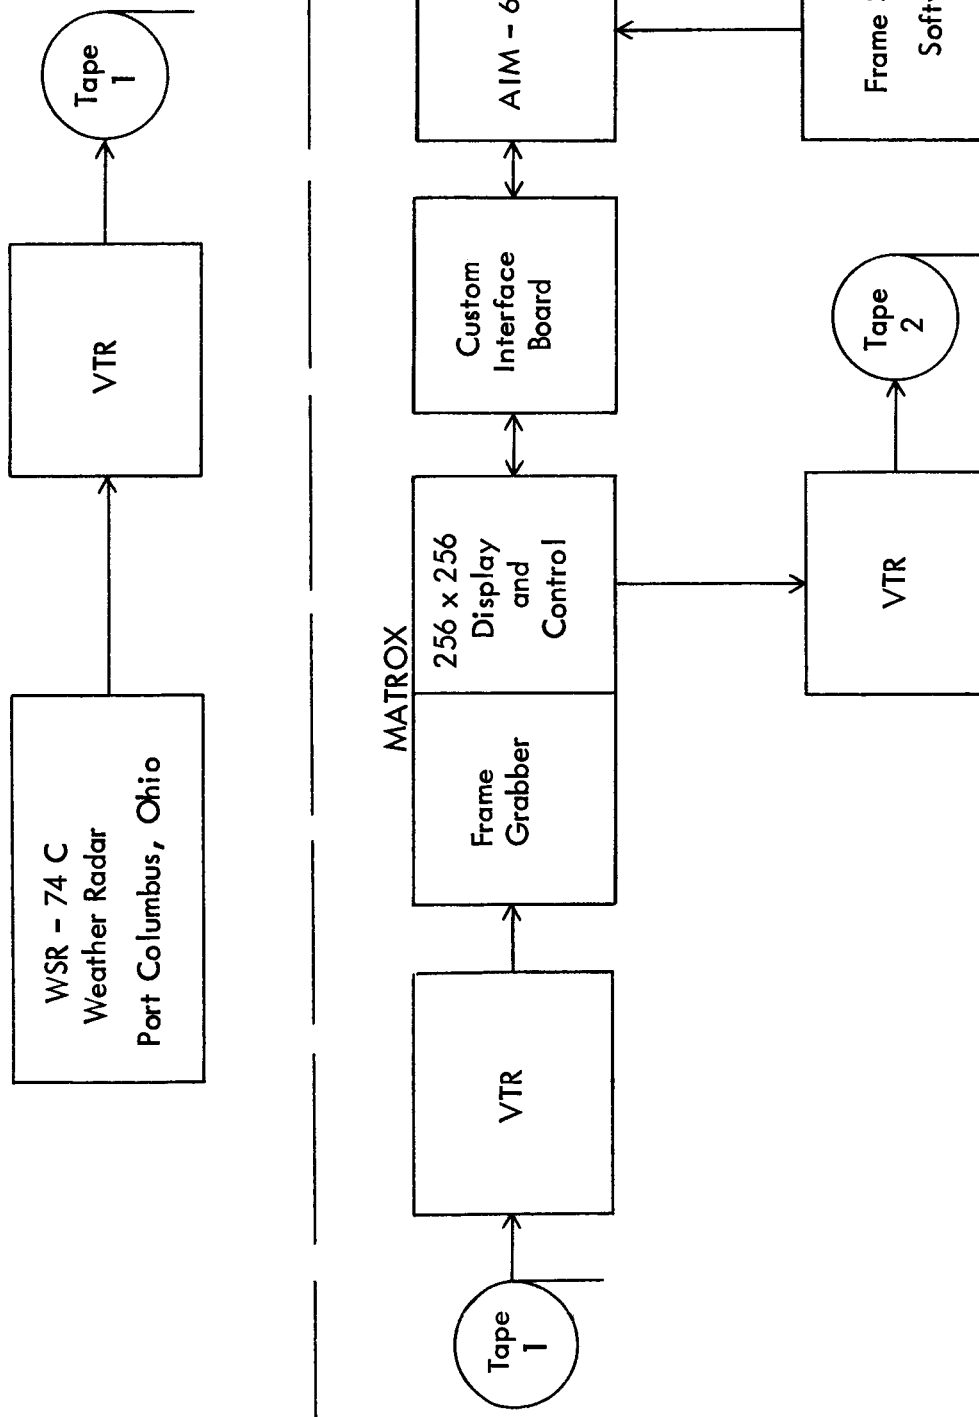 WSR - 74 C
Weather Radar
Port Columbus, Ohio
VTR
Tape
1
Tape
1
VTR
MATROX
Frame
Grabber
256 x 256
Display
and
Control
Custom
Interface
Board
AIM - 6
VTR
Tape
2
Frame
Soft